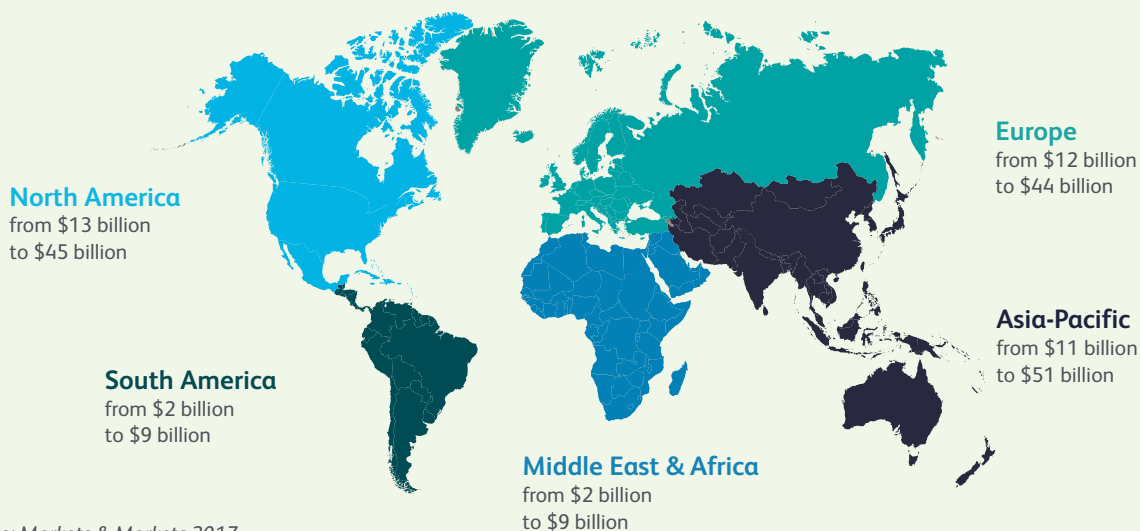 Europe
from $12 billion
to $44 billion
North America
from $13 billion
to $45 billion
Asia-Pacific
from $11 billion
to $51 billion
South America
from $2 billion
to $9 billion
Middle East & Africa
from $2 billion
to $9 billion
Markets & Markets 2017